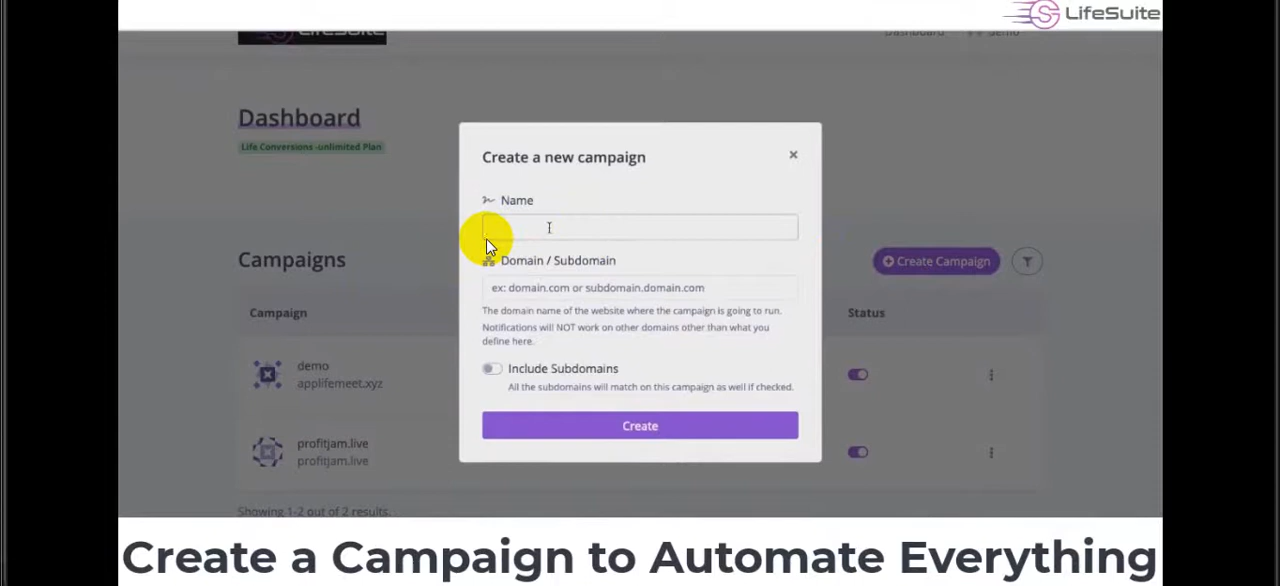 LifeSuite
LifeSuite
Dashboard
demo
Dashboard
Life Conversions -unlimited Plan
Create a new campaign
×
Name
Domain / Subdomain
ex: domain.com or subdomain.domain.com
The domain name of the website where the campaign is going to run.
Notifications will NOT work on other domains other than what you
define here.
Include Subdomains
All the subdomains will match on this campaign as well if checked.
Create
Campaigns
Create Campaign
Campaign
Status
demo
applifemeet.xyz
profitjam.live
profitjam.live
Showing 1-2 out of 2 results.
Create a Campaign to Automate Everything